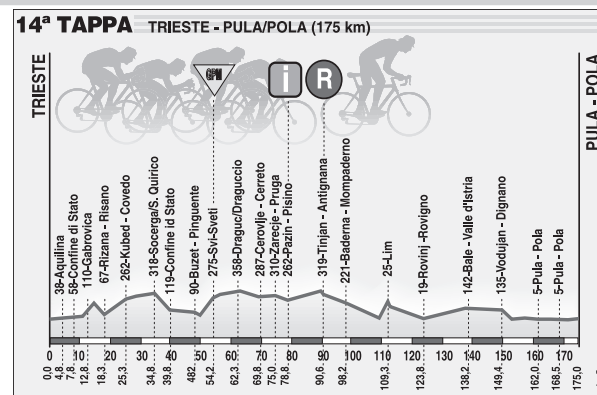 14ª TAPPA TRIESTE - PULA/POLA (175 km)
TRIESTE
GPM
i
R
PULA - POLA
38-Aquilina
58-Confine di Stato
110-Gabrovica
67-Rizana - Risano
262-Kubed - Covedo
318-Socerga/S. Quirico
119-Confine id Stato
90-Buzet - Pinguente
275-Svi-Sveti
358-Draguc/Draguccio
287-Cerovlje - Cerreto
310-Zarecje - Pruga
262-Pazin - Pisino
319-Tinjan - Antignana
221-Baderna - Mompaderno
25-Lim
19-Rovinj -Rovigno
142-Bale - Valle d'Istria
135-Vodujan - Dignano
5-Pula - Pola
5-Pula - Pola
0 10 20 30 40 50 60 70 80 90 100 110 120 130 140 150 160 170
0,0 4,8 7,8 12,8 18,3 25,3 34,8 39,8 482 54,2 62,3 69,8 75,0 78,8 90,6 98,2 109,3 123,8 138,2 149,4 162,0 168,5 175,0